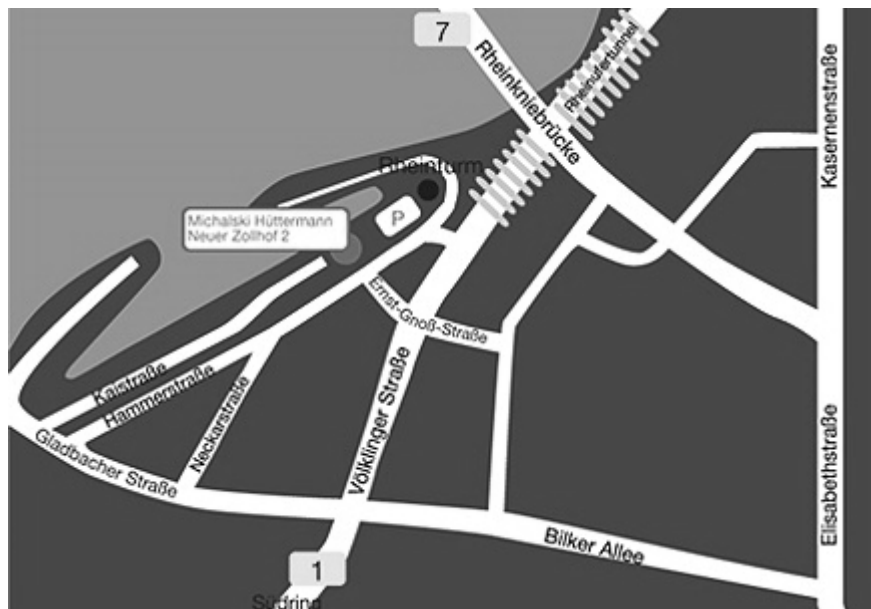 7
Rheinkniebrücke
Rheinufertunnel
Kasernenstraße
Rheinturm
Michalski Hüttermann
Neuer Zollhof 2
P
Ernst-Gnoß-Straße
Kaistraße
Hammerstraße
Neckarstraße
Völklinger Straße
Gladbacher Straße
Elisabethstraße
Bilker Allee
1
Südring